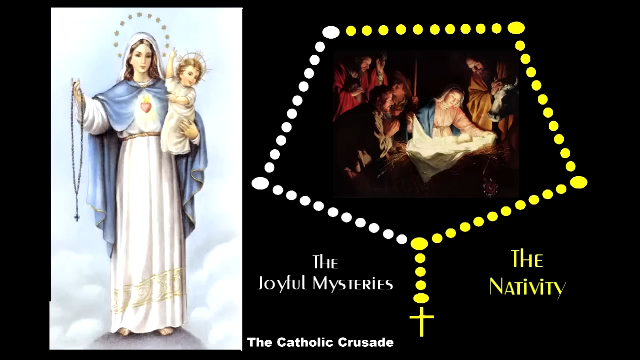 The
Joyful Mysteries
The
Nativity
The Catholic Crusade